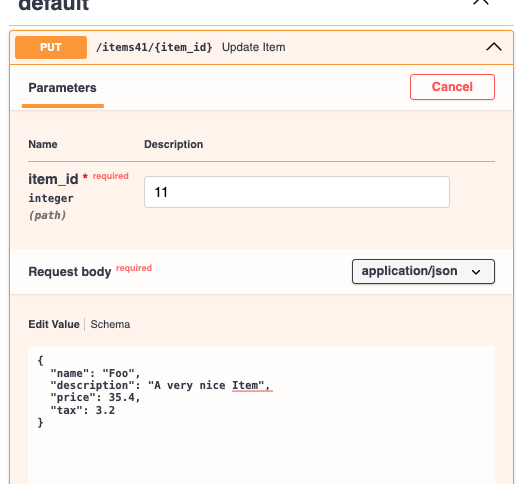 default
PUT /items41/{item_id} Update Item
Parameters Cancel
Name Description
item_id * required 11
integer
(path)
Request body required application/json
Edit Value Schema
{
  "name": "Foo",
  "description": "A very nice Item",
  "price": 35.4,
  "tax": 3.2
}